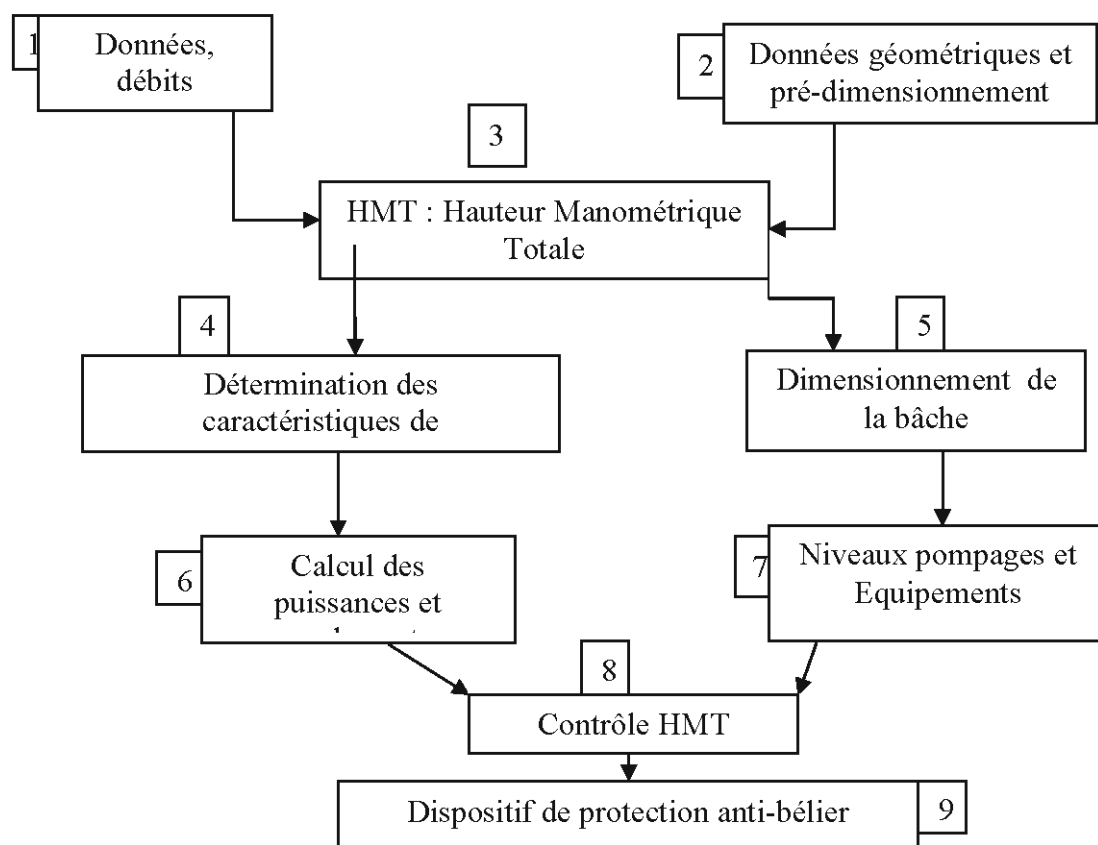 1
Données,
débits
2
Données géométriques et
pré-dimensionnement
3
HMT : Hauteur Manométrique
Totale
4
Détermination des
caractéristiques de
5
Dimensionnement de
la bâche
6
Calcul des
puissances et
7
Niveaux pompages et
Equipements
8
Contrôle HMT
Dispositif de protection anti-bélier
9